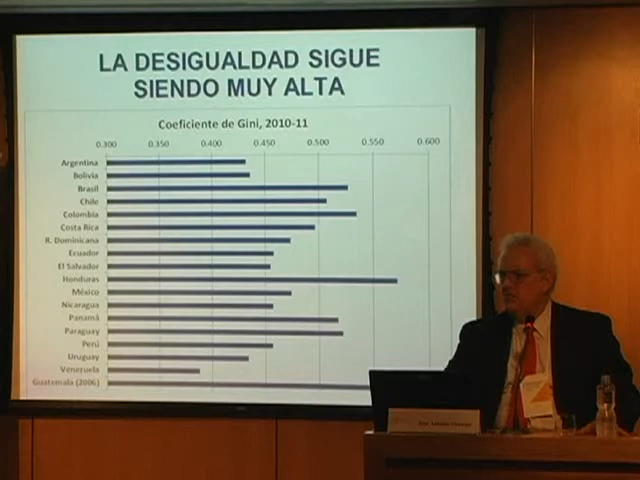 LA DESIGUALDAD SIGUE
SIENDO MUY ALTA
Coeficiente de Gini, 2010-11
0.300 0.350 0.400 0.450 0.500 0.550 0.600
Argentina
Bolivia
Brasil
Chile
Colombia
Costa Rica
R. Dominicana
Ecuador
El Salvador
Honduras
México
Nicaragua
Panamá
Paraguay
Perú
Uruguay
Venezuela
Guatemala (2006)